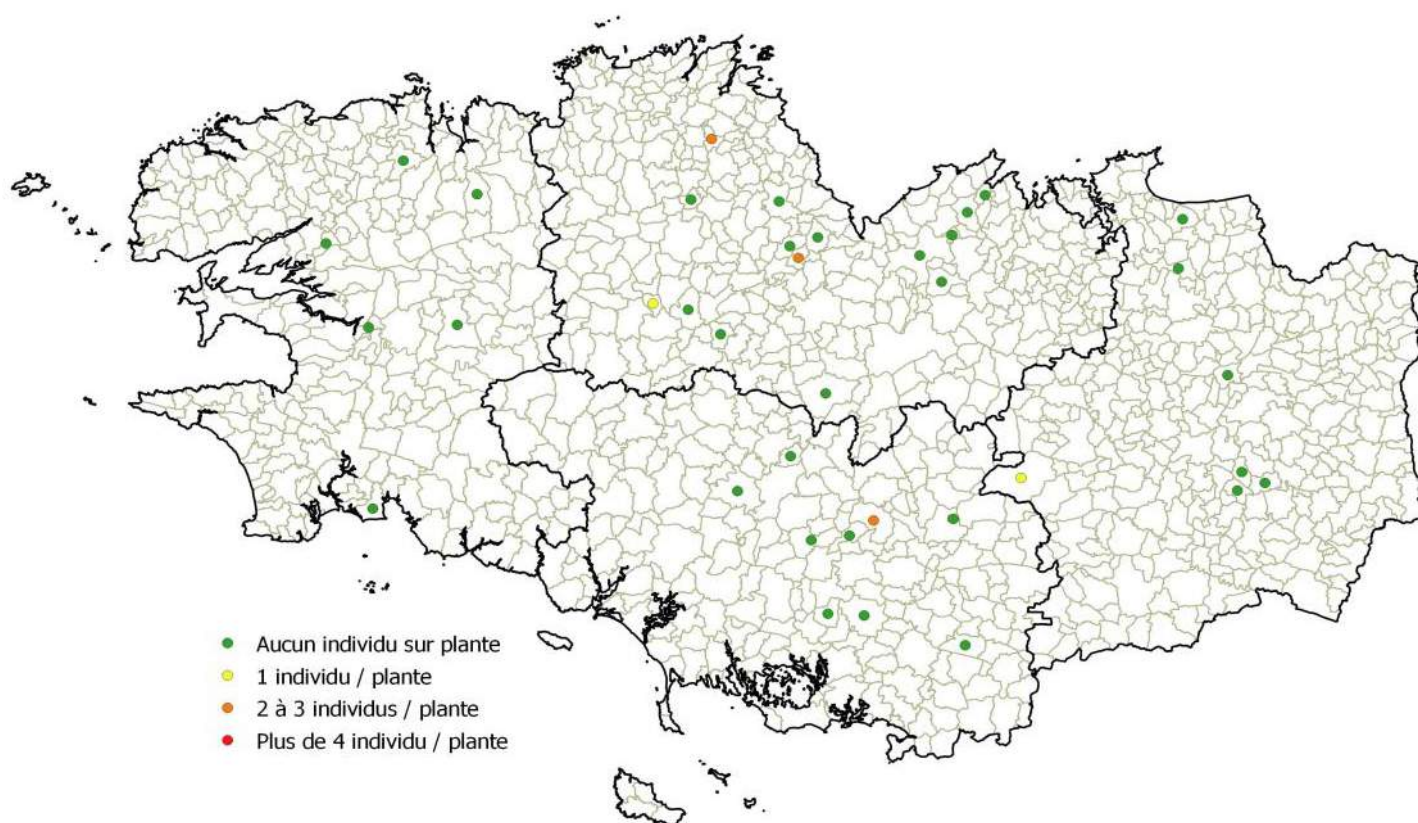 Aucun individu sur plante
1 individu / plante
2 à 3 individus / plante
Plus de 4 individu / plante